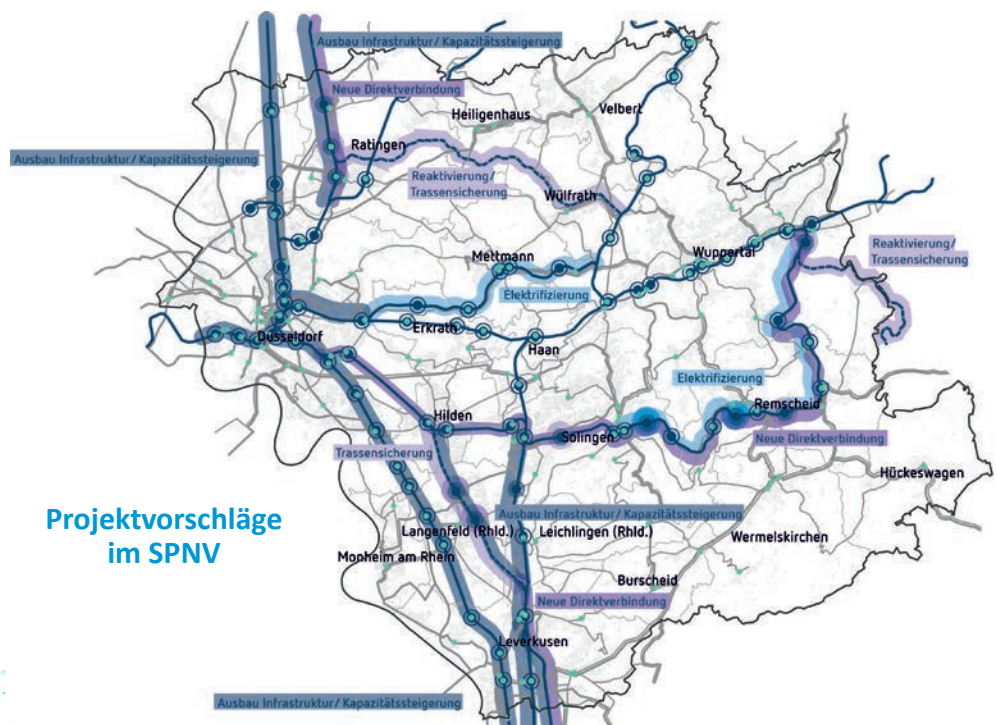 Ausbau Infrastruktur/ Kapazitätssteigerung
Neue Direktverbindung
Velbert
Heiligenhaus
Ratingen
Ausbau Infrastruktur/ Kapazitätssteigerung
Reaktivierung/
Trassensicherung
Wülfrath
Mettmann
Wuppertal
Reaktivierung/
Trassensicherung
Elektrifizierung
Erkrath
Düsseldorf
Haan
Elektrifizierung
Remscheid
Hilden
Solingen
Neue Direktverbindung
Trassensicherung
Hückeswagen
Ausbau Infrastruktur/ Kapazitätssteigerung
Projektvorschläge
im SPNV
Langenfeld (Rhld.)
Leichlingen (Rhld.)
Wermelskirchen
Monheim am Rhein
Burscheid
Neue Direktverbindung
Leverkusen
Ausbau Infrastruktur/ Kapazitätssteigerung